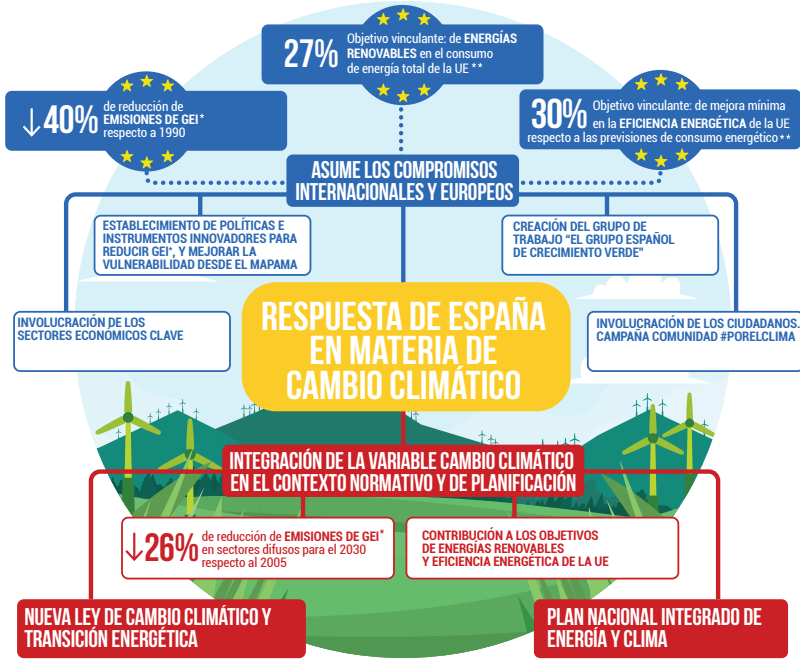 27% Objetivo vinculante: de ENERGÍAS
RENOVABLES en el consumo
de energía total de la UE **
↓40% de reducción de
EMISIONES DE GEI*
respecto a 1990
30% Objetivo vinculante: de mejora mínima
en la EFICIENCIA ENERGÉTICA de la UE
respecto a las previsiones de consumo energético**
ASUME LOS COMPROMISOS
INTERNACIONALES Y EUROPEOS
ESTABLECIMIENTO DE POLÍTICAS E
INSTRUMENTOS INNOVADORES PARA
REDUCIR GEI*, Y MEJORAR LA
VULNERABILIDAD DESDE EL MAPAMA
CREACIÓN DEL GRUPO DE
TRABAJO “EL GRUPO ESPAÑOL
DE CRECIMIENTO VERDE”
INVOLUCRACIÓN DE LOS
SECTORES ECONÓMICOS CLAVE
INVOLUCRACIÓN DE LOS CIUDADANOS.
CAMPAÑA COMUNIDAD #PORELCLIMA
RESPUESTA DE ESPAÑA
EN MATERIA DE
CAMBIO CLIMÁTICO
INTEGRACIÓN DE LA VARIABLE CAMBIO CLIMÁTICO
EN EL CONTEXTO NORMATIVO Y DE PLANIFICACIÓN
↓26% de reducción de EMISIONES DE GEI*
en sectores difusos para el 2030
respecto al 2005
CONTRIBUCIÓN A LOS OBJETIVOS
DE ENERGÍAS RENOVABLES
Y EFICIENCIA ENERGÉTICA DE LA UE
NUEVA LEY DE CAMBIO CLIMÁTICO Y
TRANSICIÓN ENERGÉTICA
PLAN NACIONAL INTEGRADO DE
ENERGÍA Y CLIMA